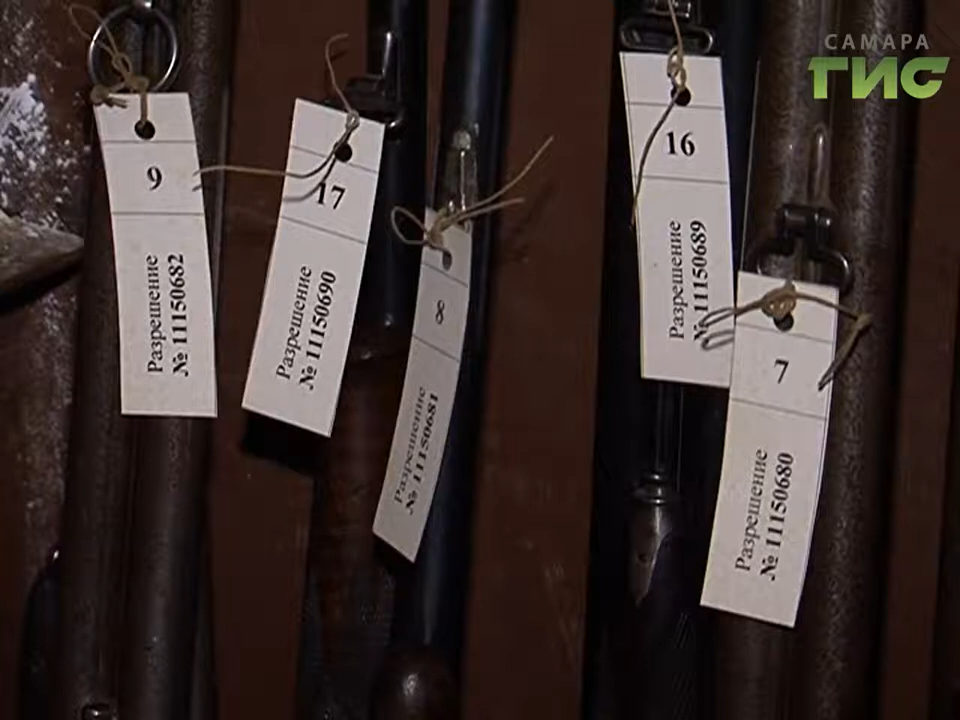 САМАРА
ГИС
9
Разрешение
№ 11150682
17
Разрешение
№ 11150690
8
Разрешение
№ 11150681
16
Разрешение
№ 11150689
7
Разрешение
№ 11150680